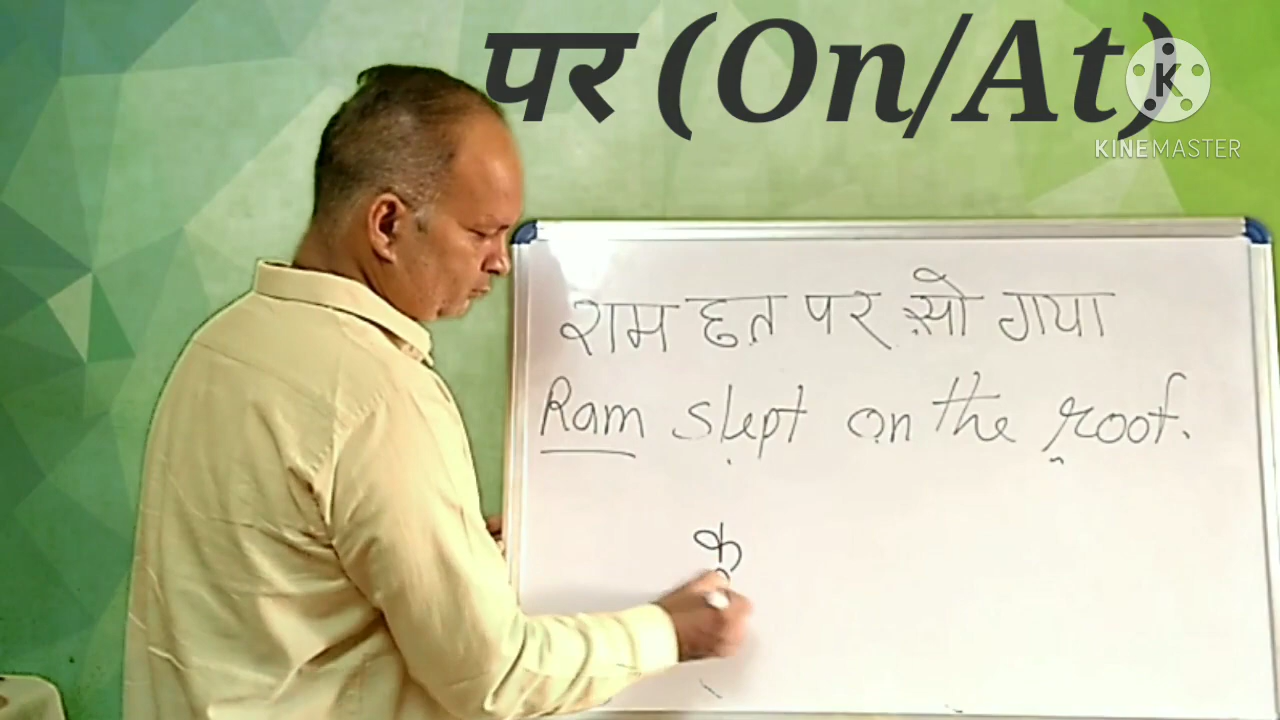 पर (On/At)
K
KINEMASTER
राम छत पर सो गया
Ram slept on the roof.
कु